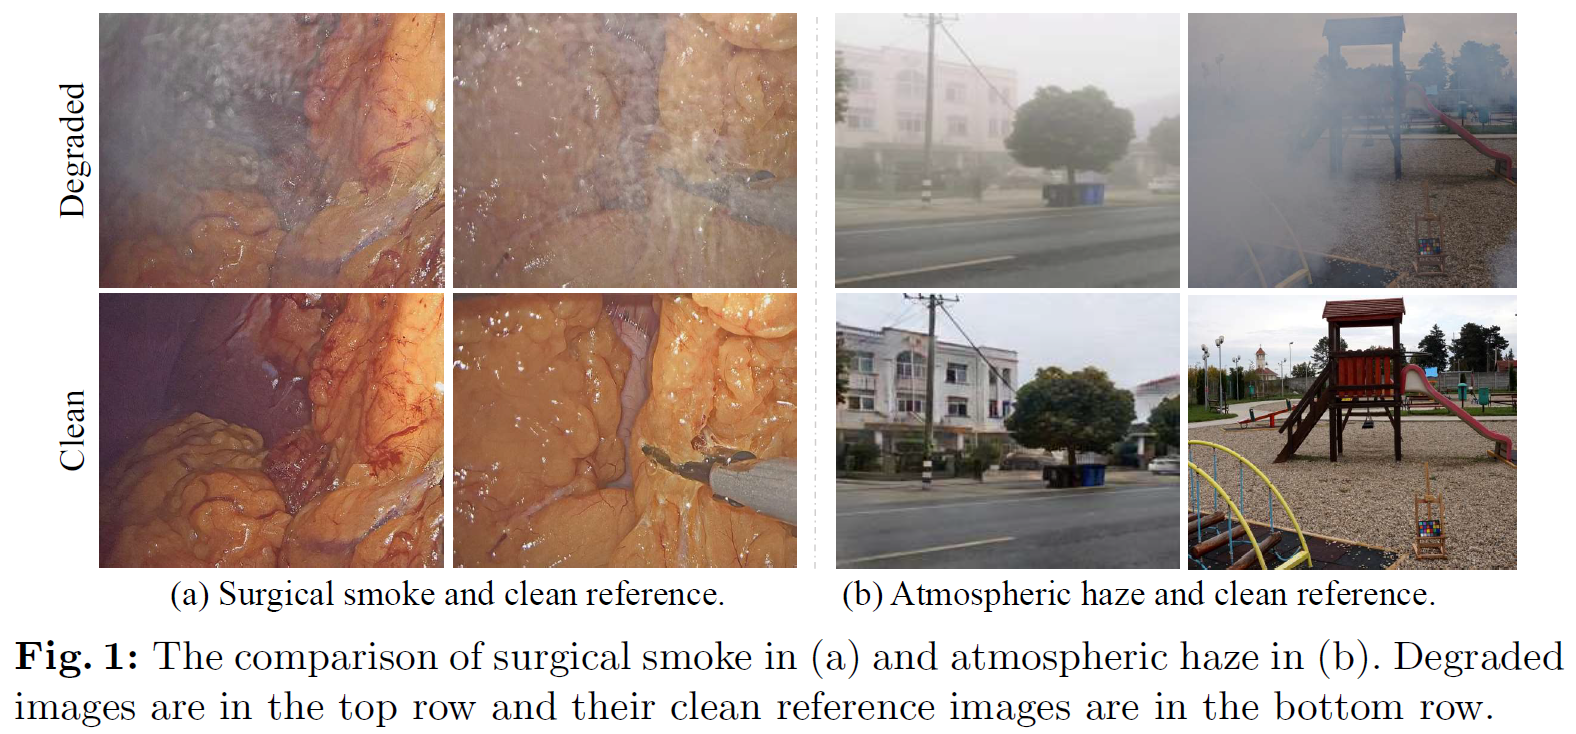 Degraded
Clean
(a) Surgical smoke and clean reference.
(b) Atmospheric haze and clean reference.
Fig. 1: The comparison of surgical smoke in (a) and atmospheric haze in (b). Degraded
images are in the top row and their clean reference images are in the bottom row.